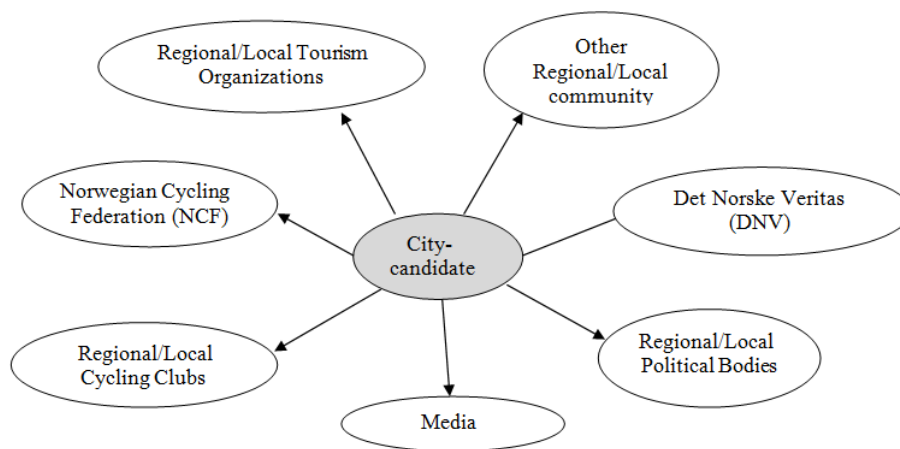 Regional/Local Tourism
Organizations
Other
Regional/Local
community
Norwegian Cycling
Federation (NCF)
Det Norske Veritas
(DNV)
City-
candidate
Regional/Local
Cycling Clubs
Regional/Local
Political Bodies
Media